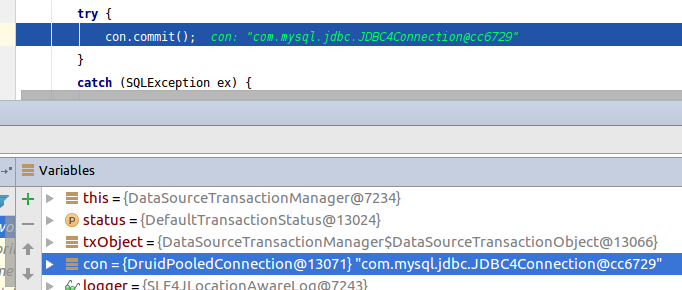 try {
con.commit(); con: "com.mysql.jdbc.JDBC4Connection@cc6729"
}
catch (SQLException ex) {
Variables
this = {DataSourceTransactionManager@7234}
status = {DefaultTransactionStatus@13024}
txObject = {DataSourceTransactionManager$DataSourceTransactionObject@13066}
con = {DruidPooledConnection@13071} "com.mysql.jdbc.JDBC4Connection@cc6729"
logger = {SLF4JLocationAwareLog@7243}